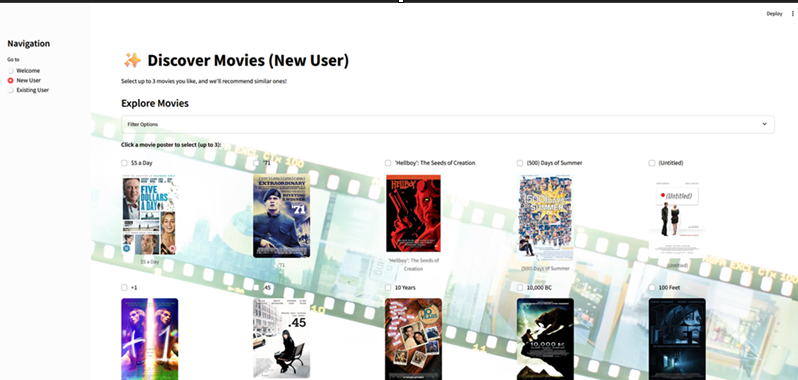 Deploy
Navigation
Go to
Welcome
New User
Existing User
✨ Discover Movies (New User)
Select up to 3 movies you like, and we'll recommend similar ones!
Explore Movies
Filter Options
Click a movie poster to select (up to 3):
$5 a Day
'71
'Hellboy': The Seeds of Creation
(500) Days of Summer
(Untitled)
FIVE
DOLLARS
A DAY
EXTRAORDINARY
'71
HELLBOY
(Untitled)
$5 a Day
'71
'Hellboy': The Seeds of
Creation
(500) Days of Summer
(Untitled)
+1
.45
10 Years
10,000 BC
100 Feet
+1
.45
10
YEARS
10,000 BC